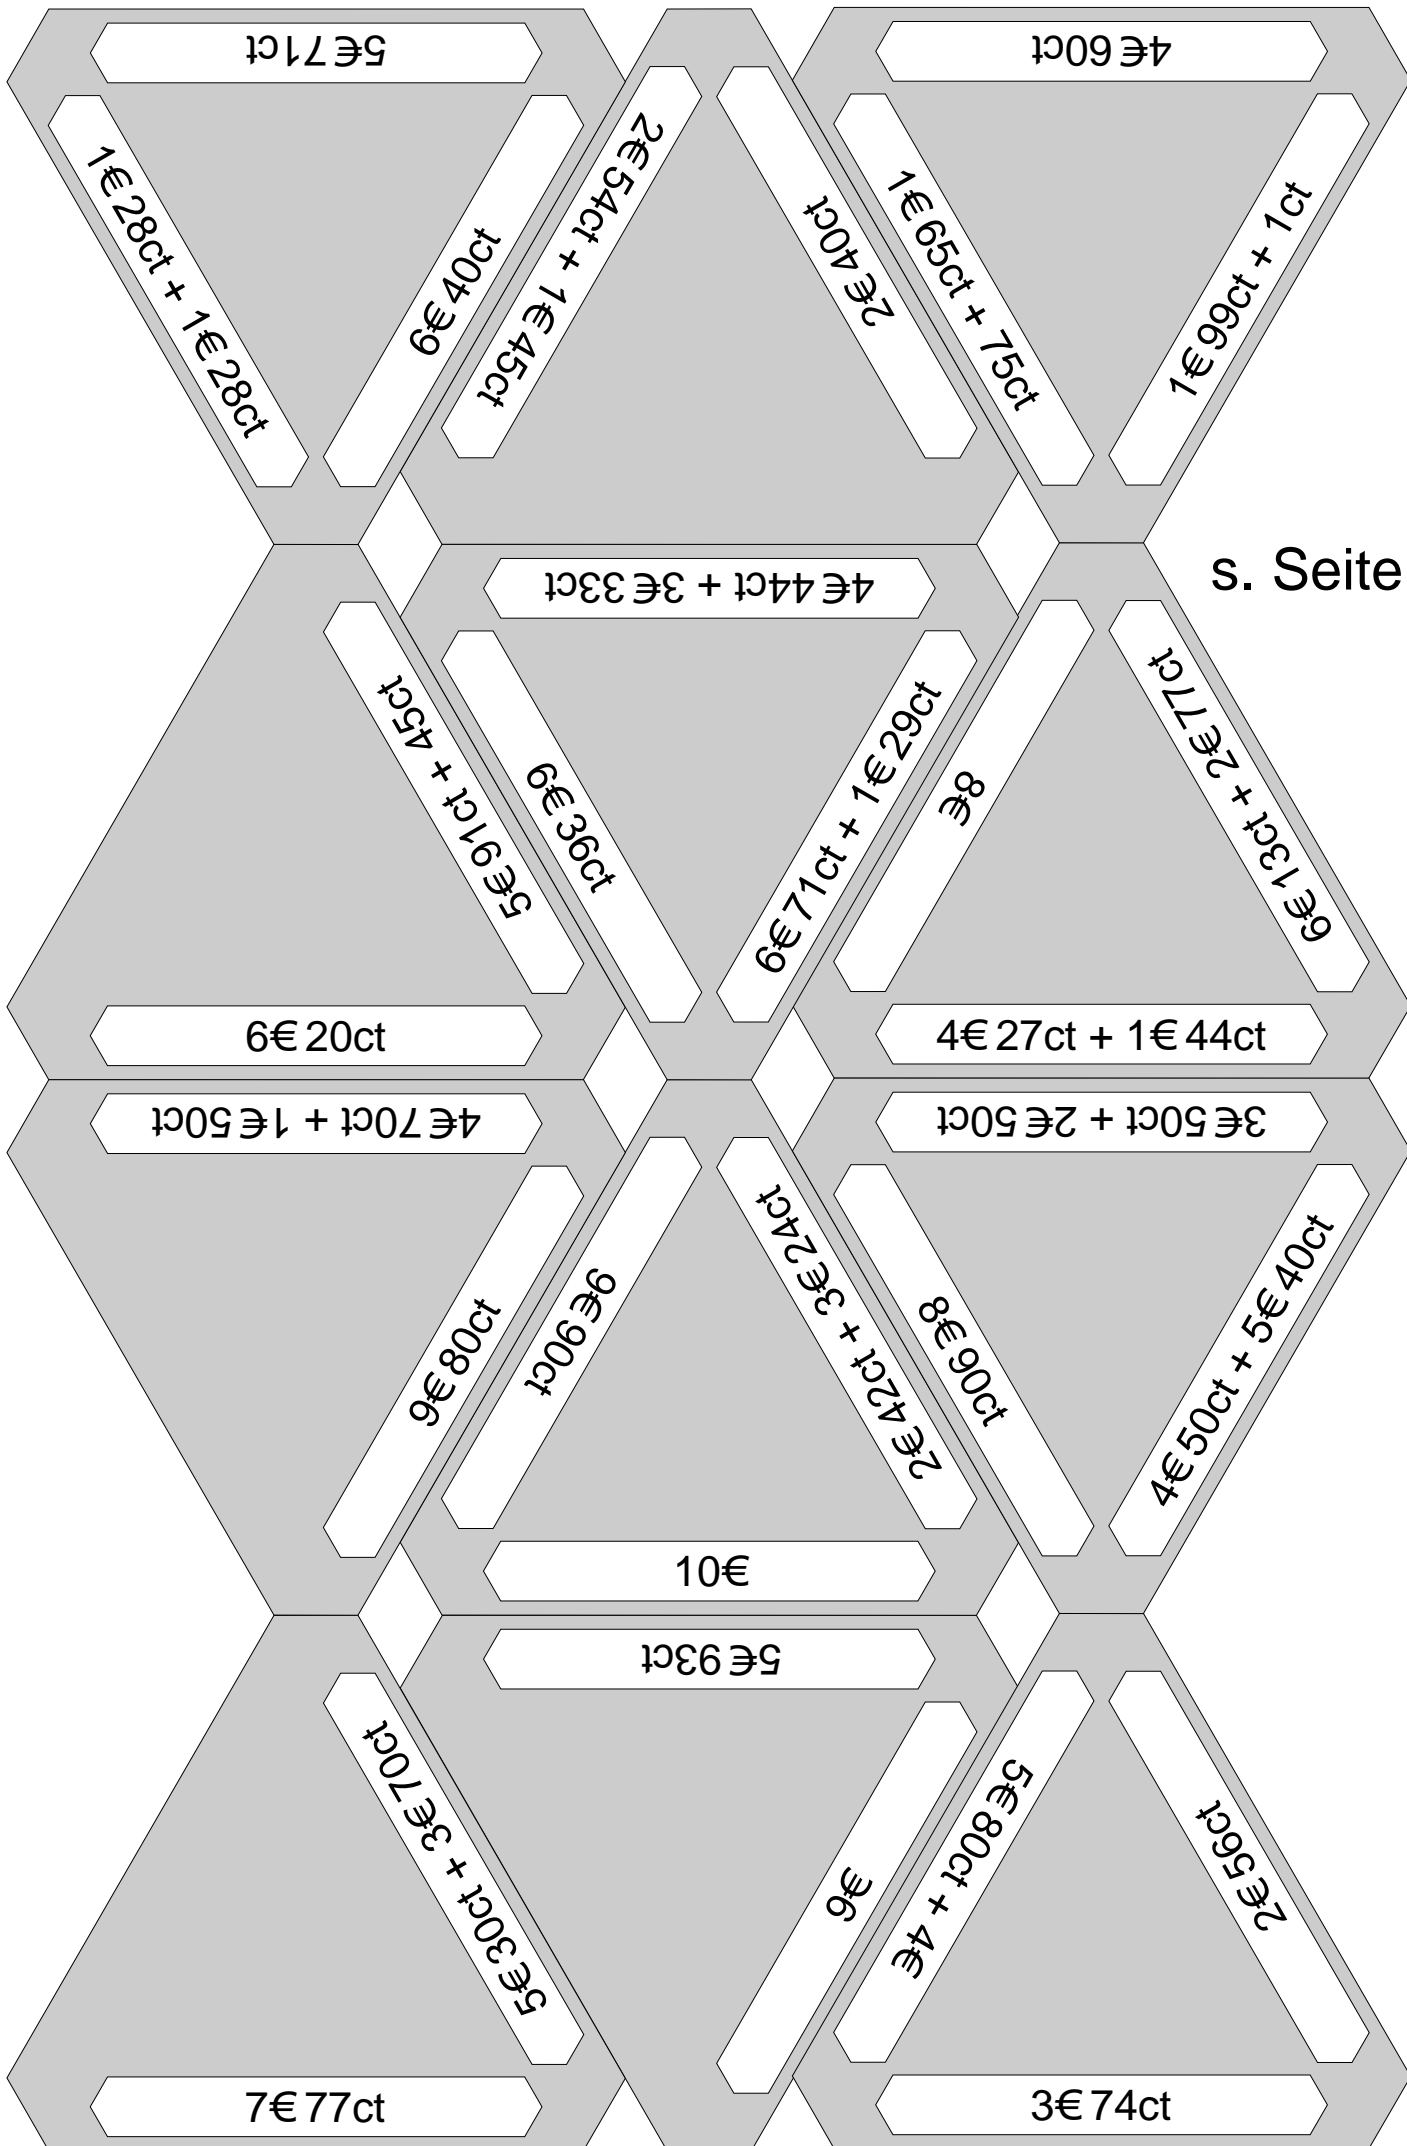 5€ 71ct
4€ 60ct
1€ 28ct + 1€ 28ct
6€ 40ct
2€ 54ct + 1€ 45ct
2€ 40ct
1€ 65ct + 75ct
1€ 99ct + 1ct
s. Seite
4€ 44ct + 3€ 33ct
5€ 91ct + 45ct
6€ 36ct
6€ 71ct + 1€ 29ct
8€
6€ 13ct + 2€ 77ct
6€ 20ct
4€ 27ct + 1€ 44ct
4€ 70ct + 1€ 50ct
3€ 50ct + 2€ 50ct
9€ 80ct
9€ 90ct
2€ 42ct + 3€ 24ct
8€ 90ct
4€ 50ct + 5€ 40ct
10€
5€ 93ct
5€ 30ct + 3€ 70ct
9€
5€ 80ct + 4€
2€ 56ct
7€ 77ct
3€ 74ct